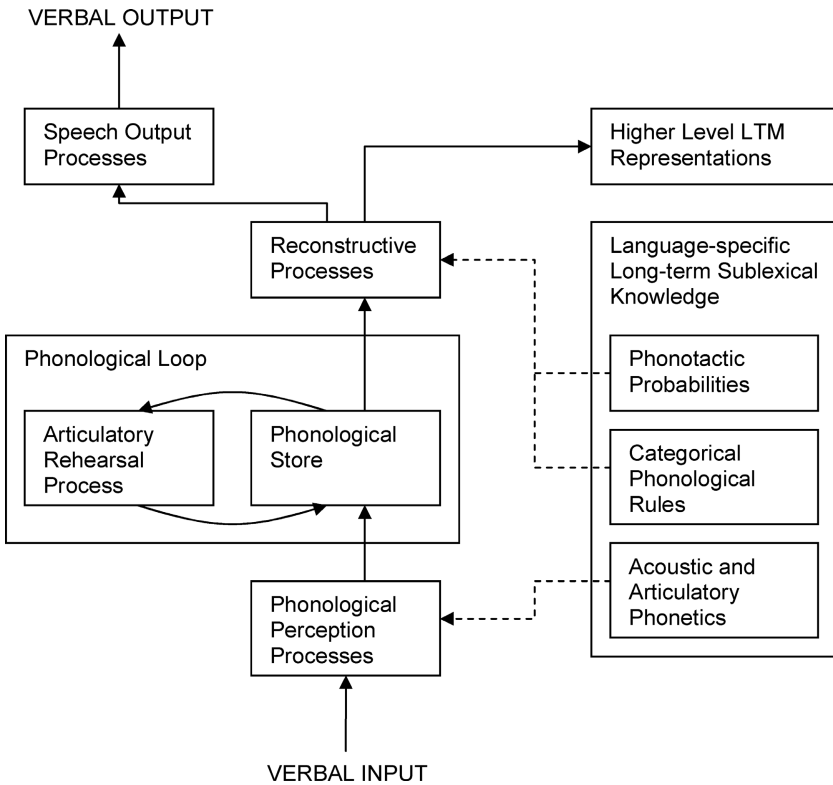 VERBAL OUTPUT
Speech Output
Processes
Higher Level LTM
Representations
Reconstructive
Processes
Language-specific
Long-term Sublexical
Knowledge
Phonological Loop
Phonotactic
Probabilities
Articulatory
Rehearsal
Process
Phonological
Store
Categorical
Phonological
Rules
Acoustic and
Articulatory
Phonetics
Phonological
Perception
Processes
VERBAL INPUT